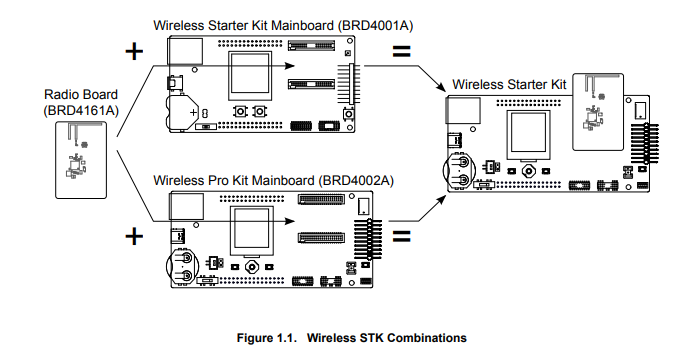 Wireless Starter Kit Mainboard (BRD4001A)
+
=
Radio Board
(BRD4161A)
Wireless Starter Kit
Wireless Pro Kit Mainboard (BRD4002A)
+
=
Figure 1.1. Wireless STK Combinations